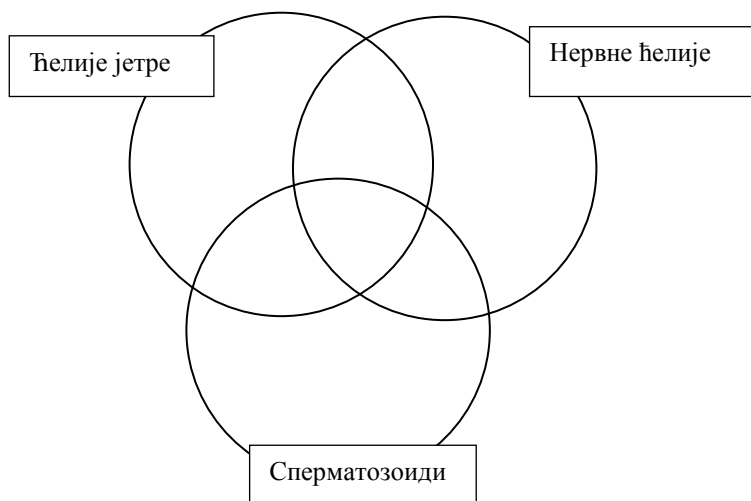 Ћелије јетре
Нервне ћелије
Сперматозоиди